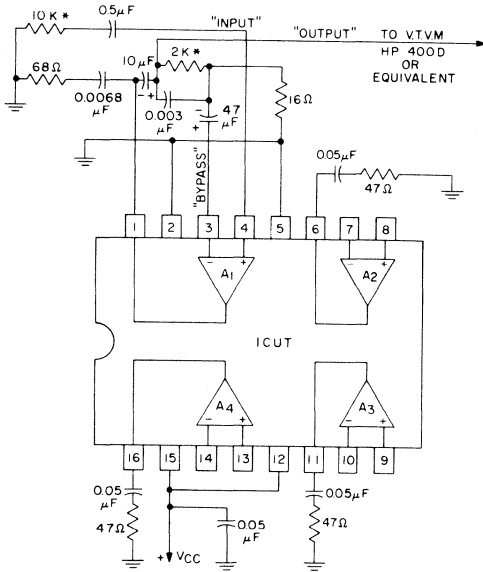 10 K *
0.5μF
"INPUT"
"OUTPUT"
TO V.T.V.M
HP 400D
OR
EQUIVALENT
68Ω
0.0068
μF
10μF
- +
2 K *
0.003
μF
-
+
47
μF
16Ω
"BYPASS"
0.05μF
47Ω
1
2
3
4
5
6
7
8
- +
A1
- +
A2
ICUT
A4
- +
A3
- +
16
15
14
13
12
11
10
9
0.05
μF
47Ω
+ VCC
0.05
μF
0.05μF
47Ω